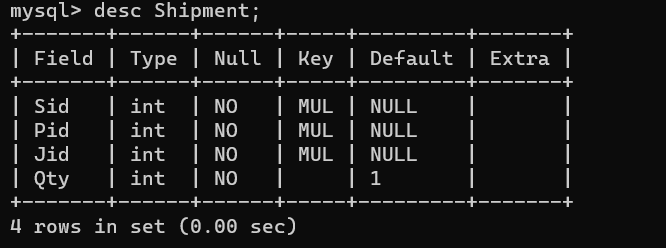 mysql> desc Shipment;
+-------+------+------+-----+---------+-------+
| Field | Type | Null | Key | Default | Extra |
+-------+------+------+-----+---------+-------+
| Sid   | int  | NO   | MUL | NULL    |       |
| Pid   | int  | NO   | MUL | NULL    |       |
| Jid   | int  | NO   | MUL | NULL    |       |
| Qty   | int  | NO   |     | 1       |       |
+-------+------+------+-----+---------+-------+
4 rows in set (0.00 sec)